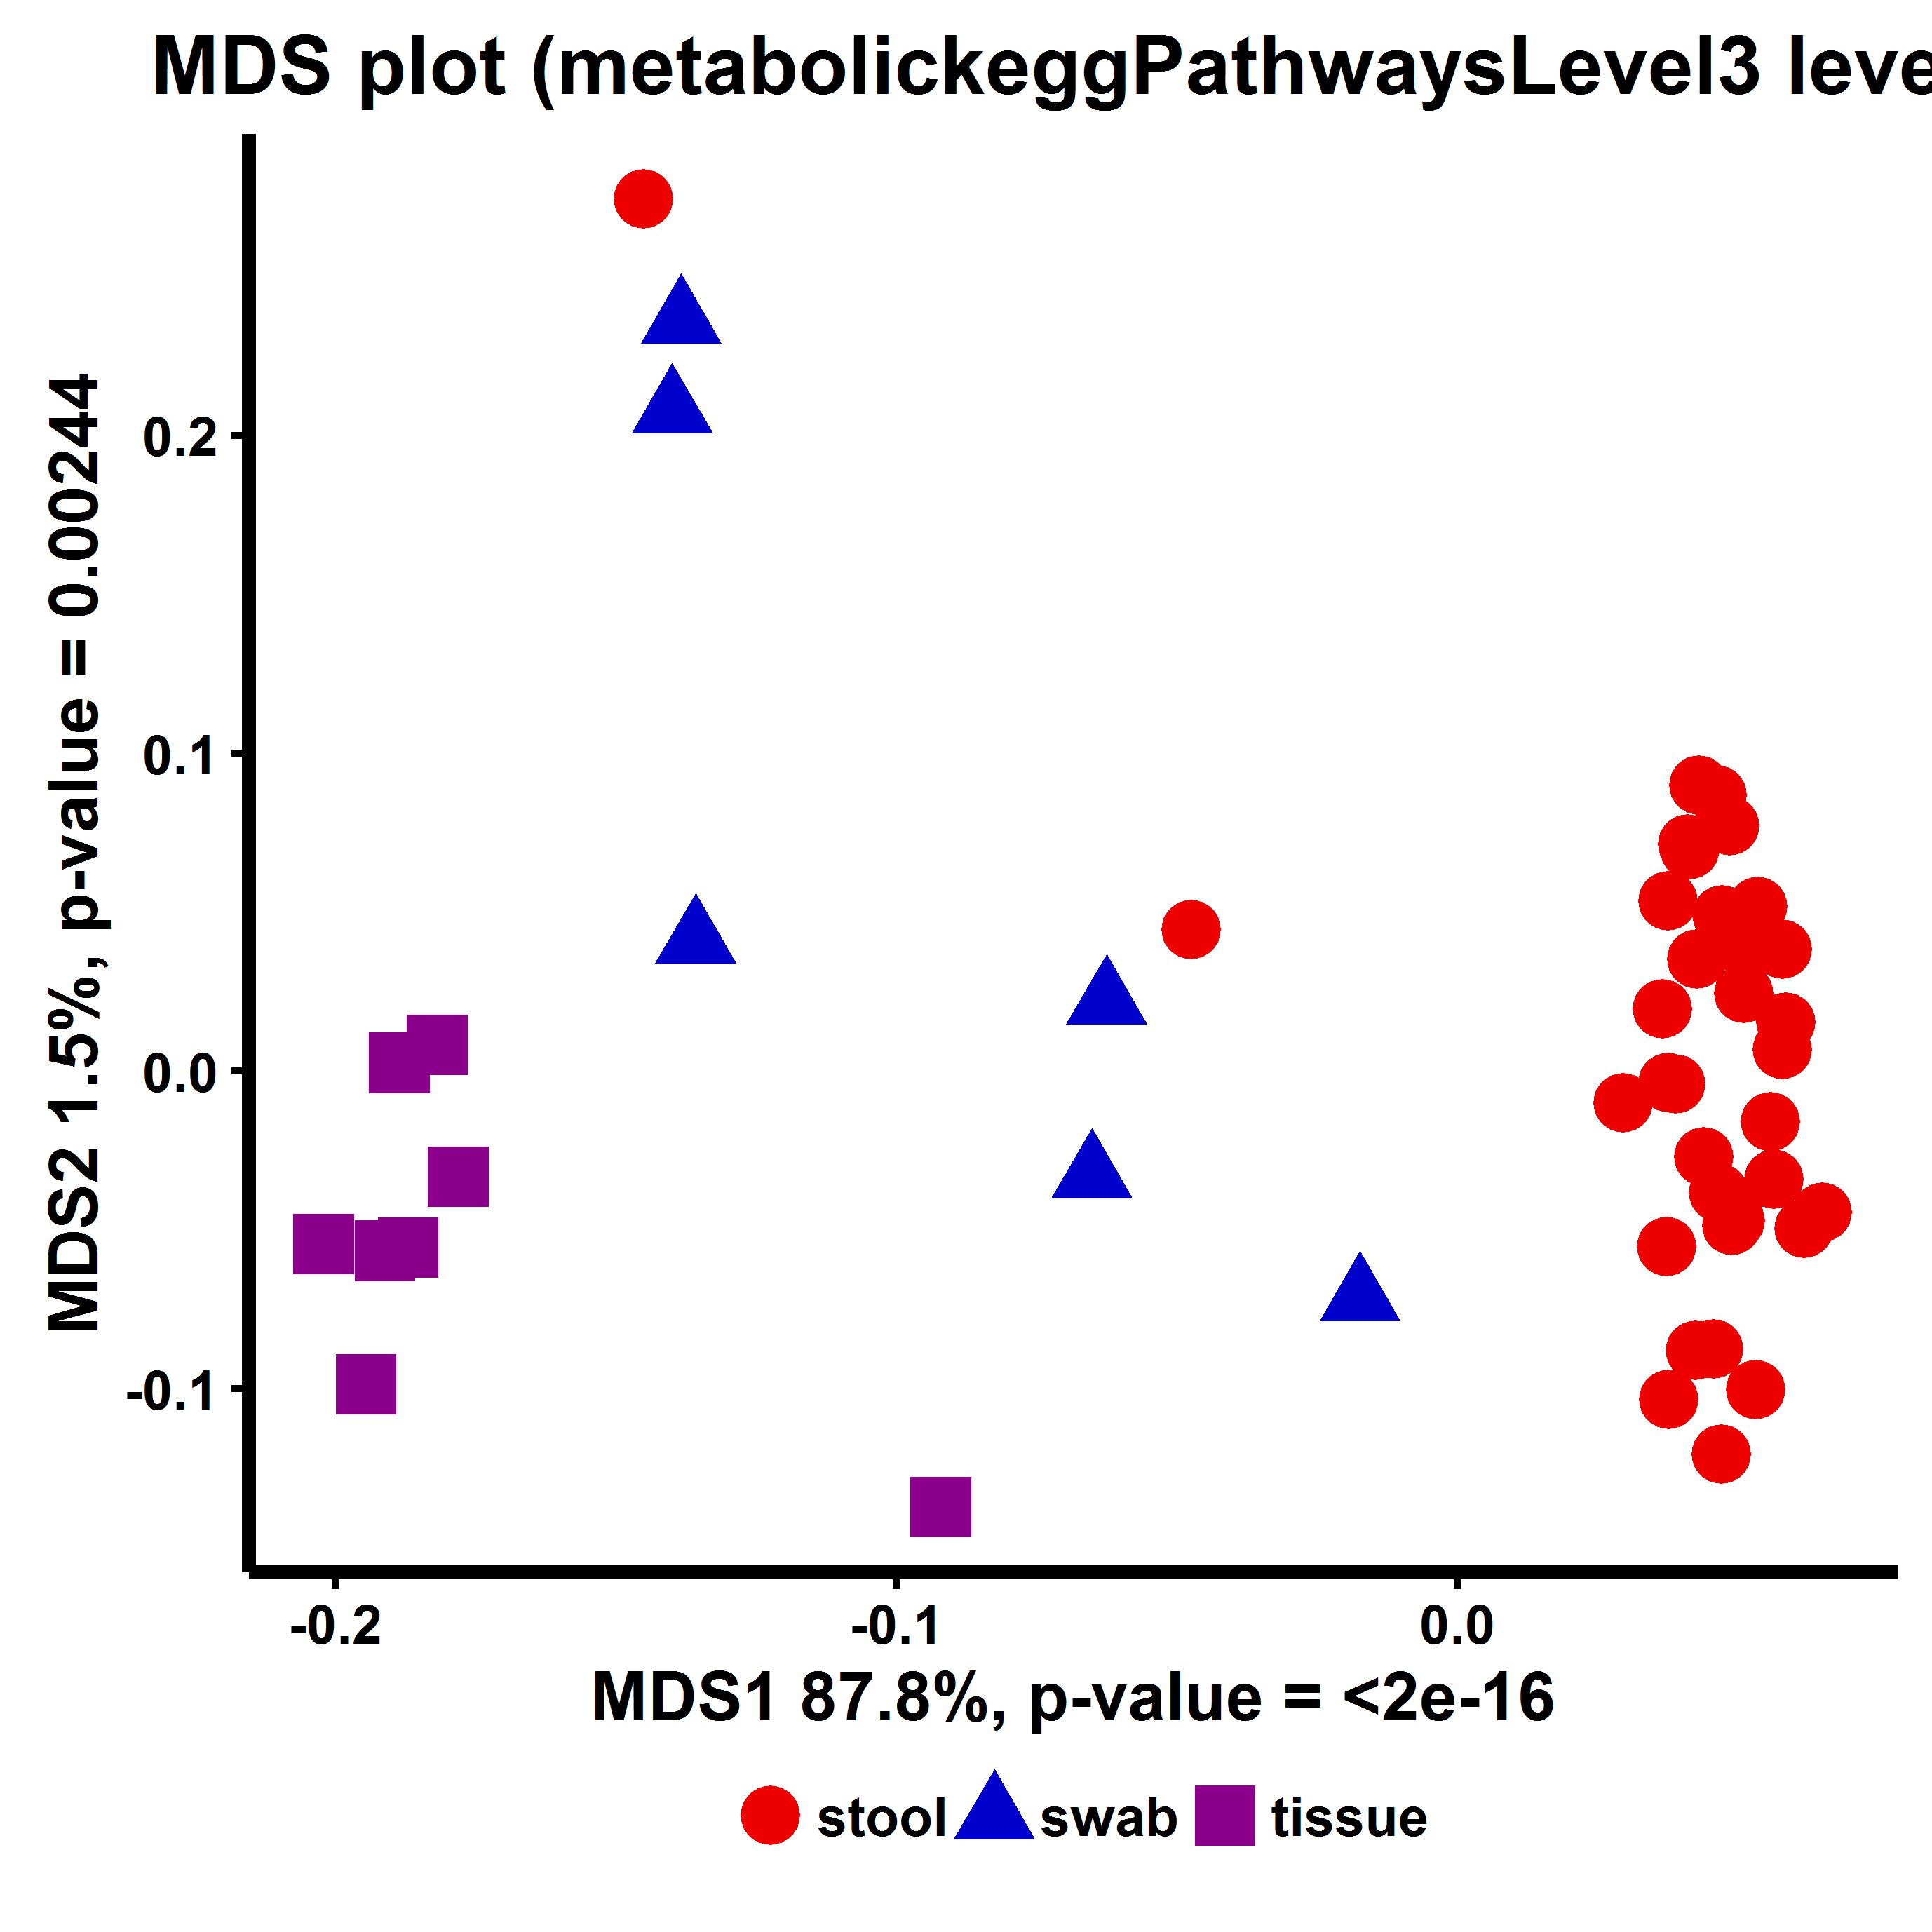 MDS plot (metabolickeggPathwaysLevel3 leve
MDS2 1.5%, p-value = 0.00244
0.2
0.1
0.0
-0.1
-0.2 -0.1 0.0
MDS1 87.8%, p-value = <2e-16
stool swab tissue